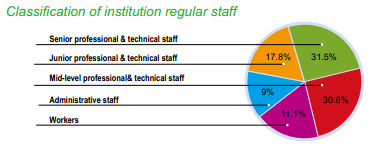 Classification of institution regular staff
Senior professional & technical staff
Junior professional & technical staff
Mid-level professional& technical staff
Administrative staff
Workers
17.8%
31.5%
9%
30.6%
11.1%